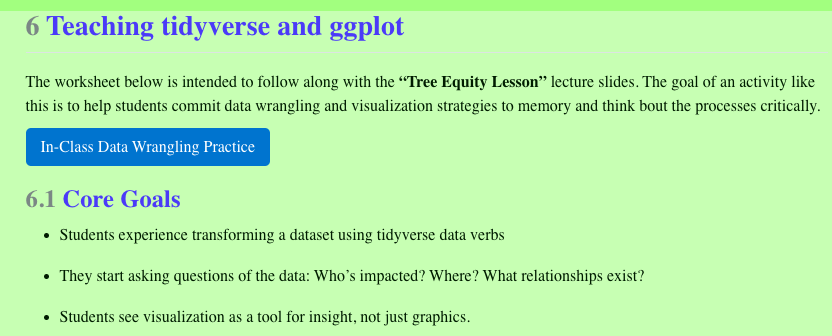 6 Teaching tidyverse and ggplot
The worksheet below is intended to follow along with the “Tree Equity Lesson” lecture slides. The goal of an activity like
this is to help students commit data wrangling and visualization strategies to memory and think bout the processes critically.
In-Class Data Wrangling Practice
6.1 Core Goals
• Students experience transforming a dataset using tidyverse data verbs
• They start asking questions of the data: Who’s impacted? Where? What relationships exist?
• Students see visualization as a tool for insight, not just graphics.